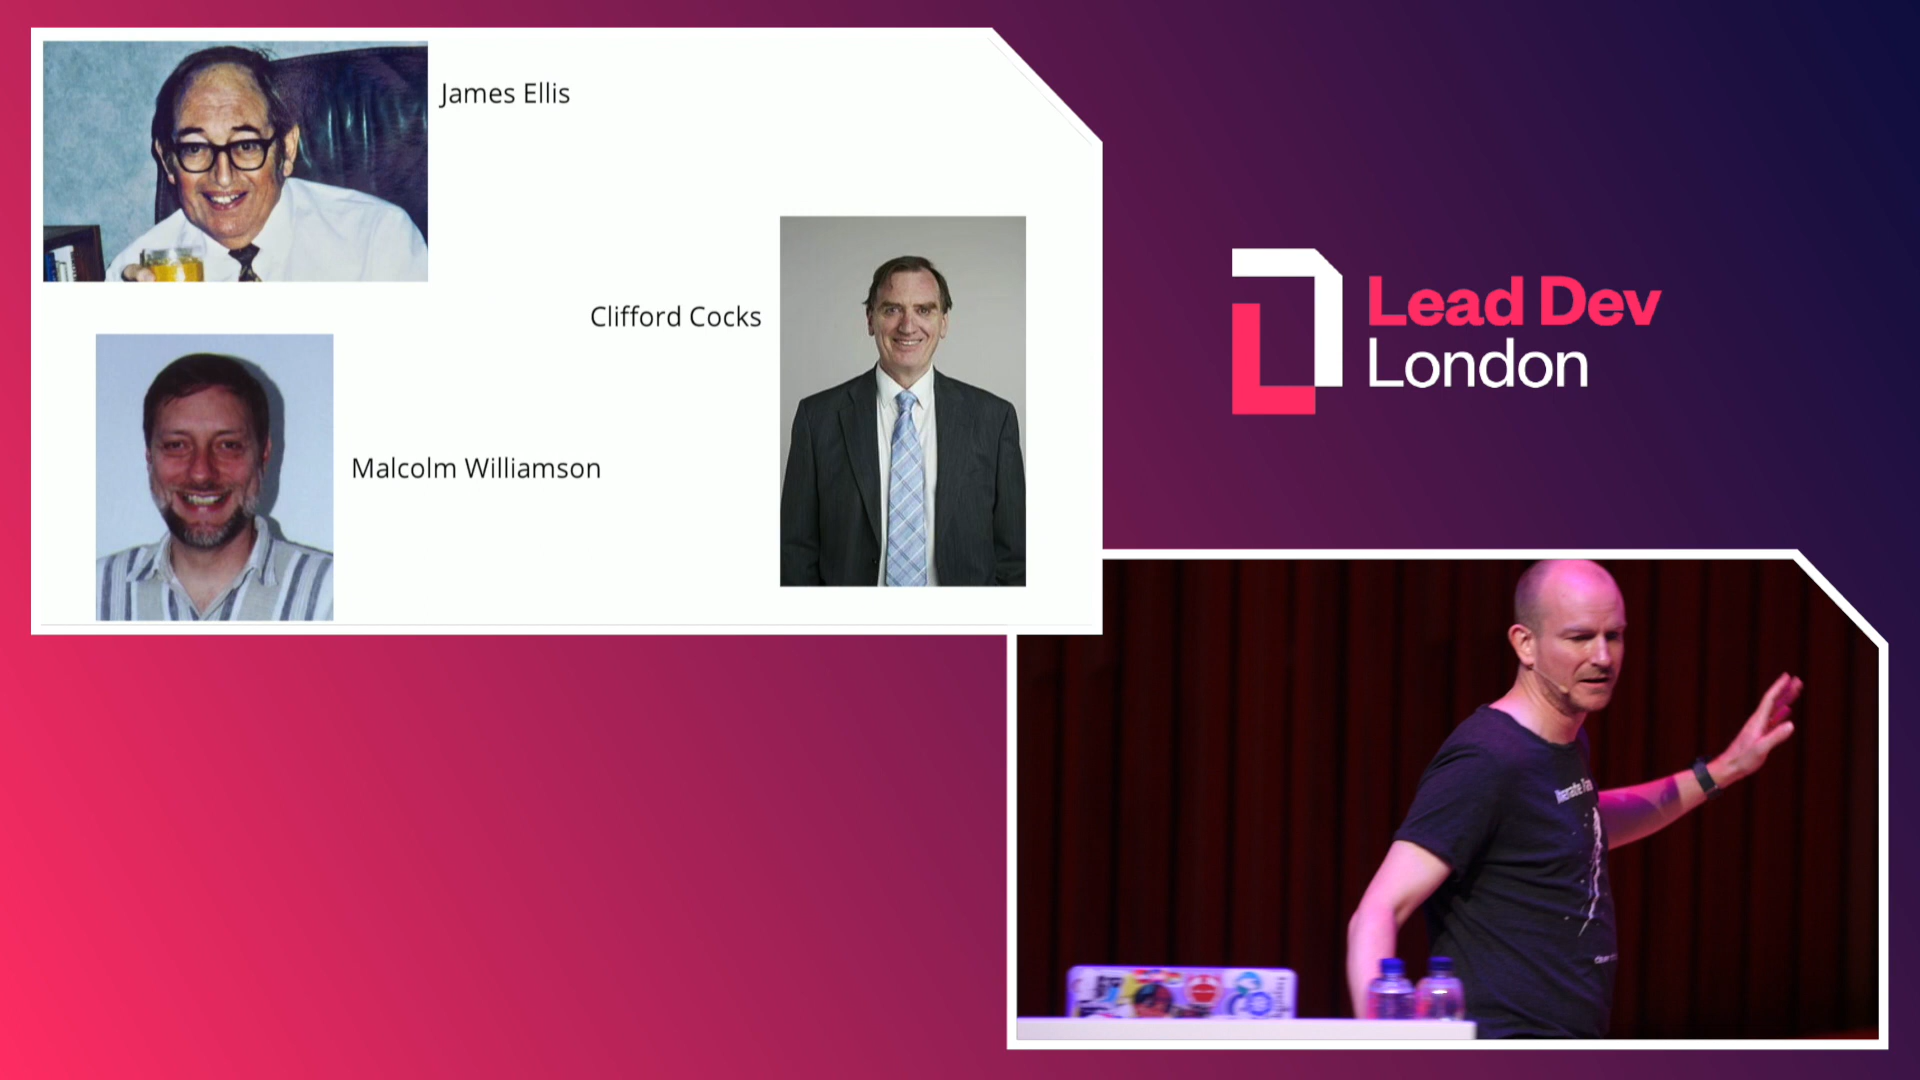 James Ellis
Clifford Cocks
Malcolm Williamson
Lead Dev
London